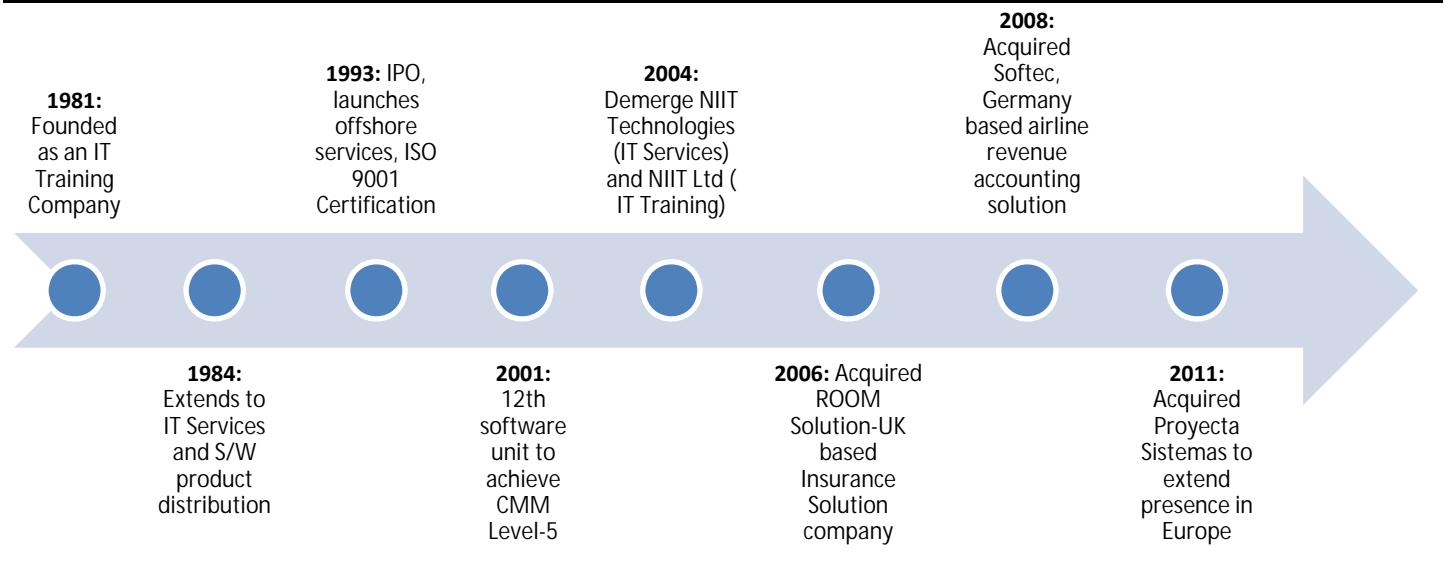 1981:
Founded
as an IT
Training
Company
1984:
Extends to
IT Services
and S/W
product
distribution
1993: IPO,
launches
offshore
services, ISO
9001
Certification
2001:
12th
software
unit to
achieve
CMM
Level-5
2004:
Demerge NIIT
Technologies
(IT Services)
and NIIT Ltd (
IT Training)
2006: Acquired
ROOM
Solution-UK
based
Insurance
Solution
company
2008:
Acquired
Softec,
Germany
based airline
revenue
accounting
solution
2011:
Acquired
Proyecta
Sistemas to
extend
presence in
Europe